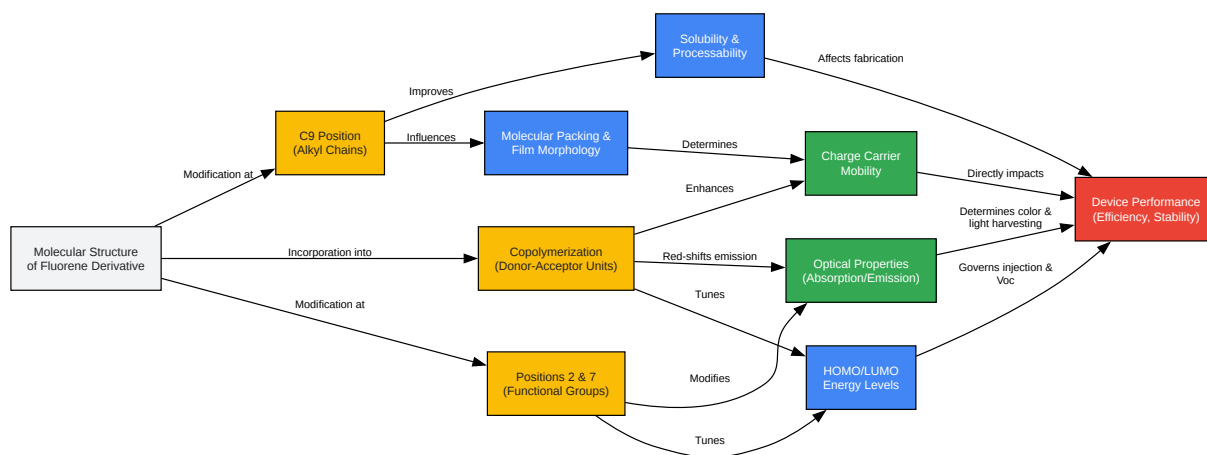 Solubility &
Processability
Affects fabrication
Improves
C9 Position
(Alkyl Chains)
Influences
Molecular Packing &
Film Morphology
Determines
Charge Carrier
Mobility
Modification at
Enhances
Directly impacts
Device Performance
(Efficiency, Stability)
Determines color &
light harvesting
Molecular Structure
of Fluorene Derivative
Incorporation into
Copolymerization
(Donor-Acceptor Units)
Red-shifts emission
Optical Properties
(Absorption/Emission)
Governs injection &
Voc
Modification at
Tunes
Positions 2 & 7
(Functional Groups)
Modifies
HOMO/LUMO
Energy Levels
Tunes